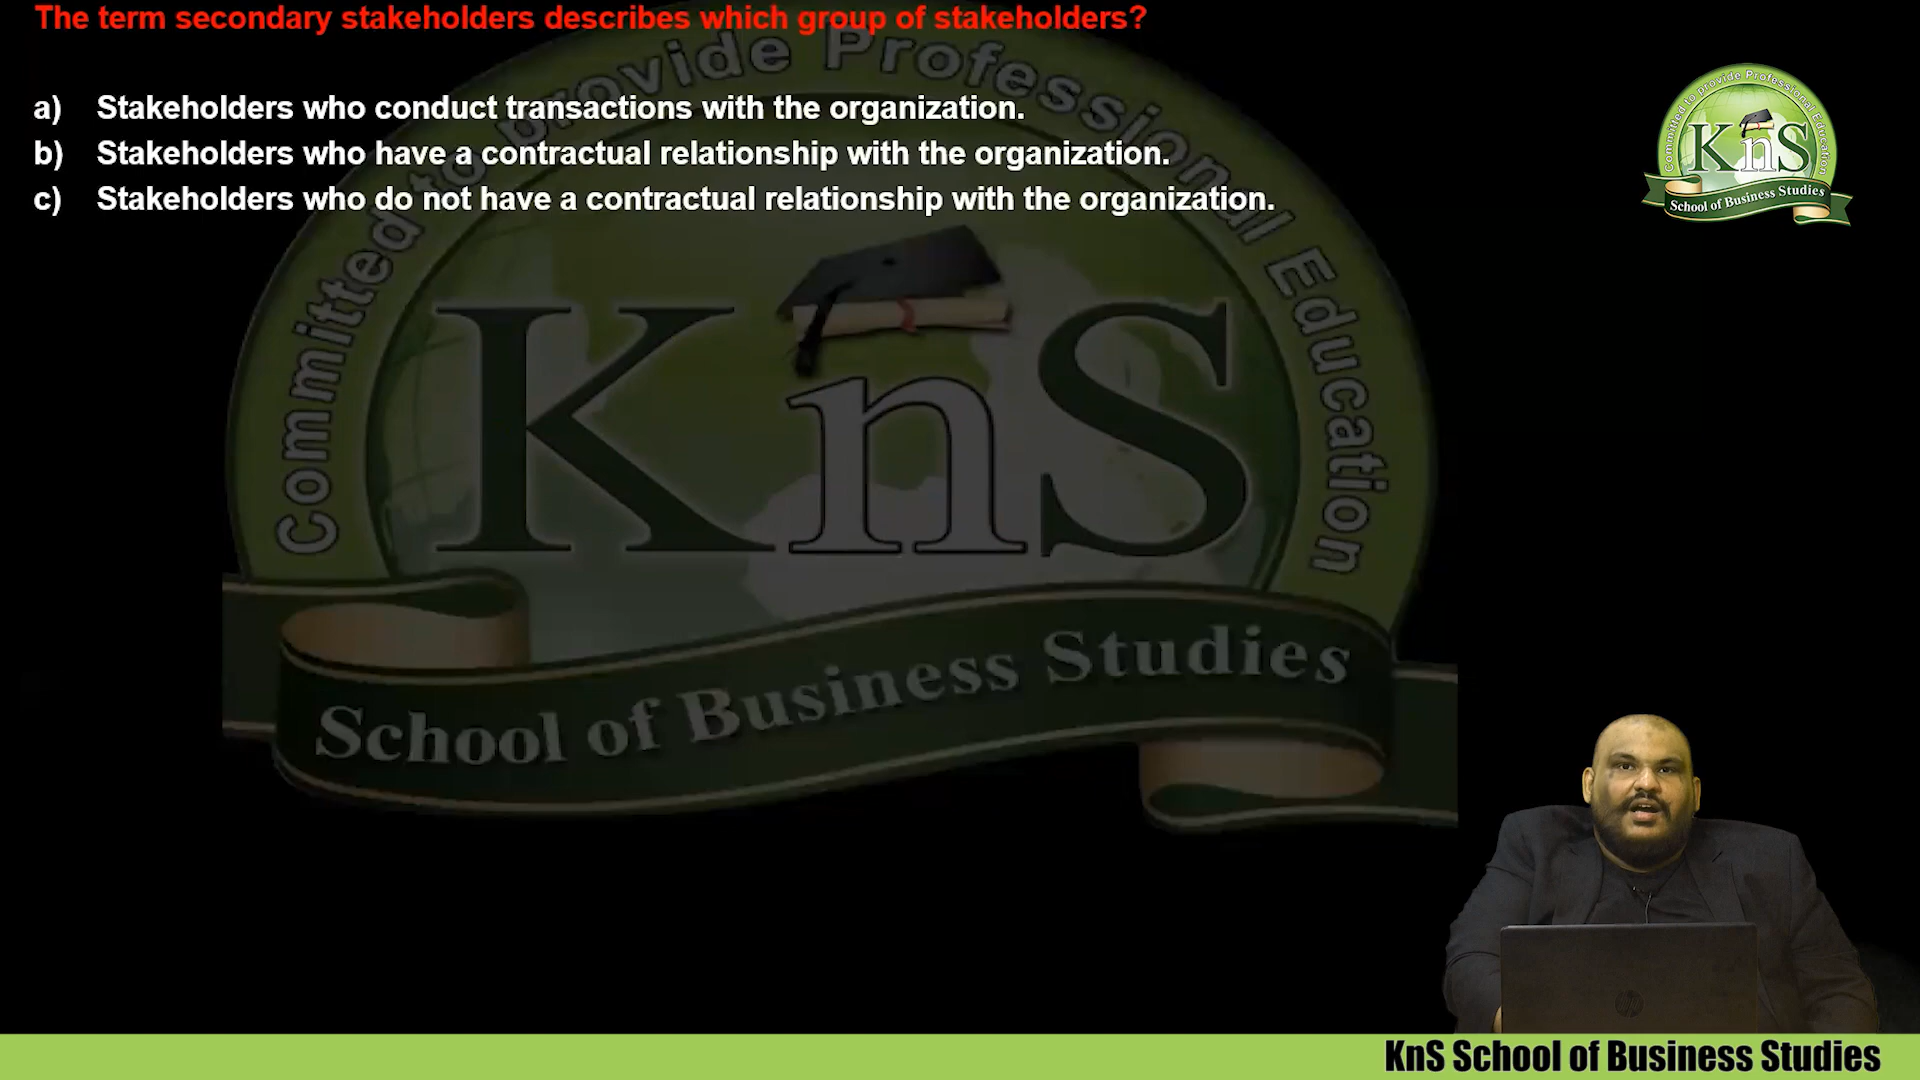 The term secondary stakeholders describes which group of stakeholders?
a) Stakeholders who conduct transactions with the organization.
b) Stakeholders who have a contractual relationship with the organization.
c) Stakeholders who do not have a contractual relationship with the organization.
Committed to provide Professional Education
KnS
School of Business Studies
Committed to provide Professional Education
KnS
School of Business Studies
hp
KnS School of Business Studies